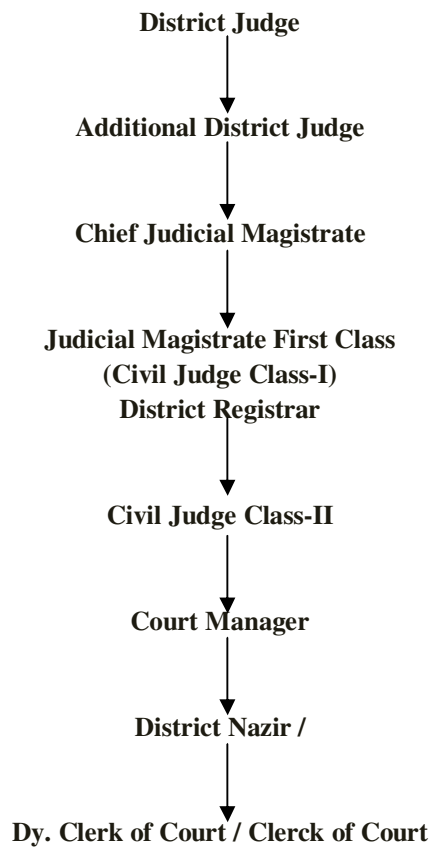 District Judge
Additional District Judge
Chief Judicial Magistrate
Judicial Magistrate First Class
(Civil Judge Class-I)
District Registrar
Civil Judge Class-II
Court Manager
District Nazir /
Dy. Clerk of Court / Clerck of Court